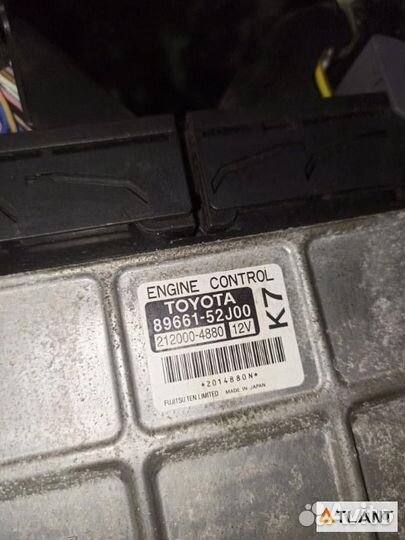 ENGINE CONTROL
TOYOTA
89661-52J00
212000-4880 12V
K7
*2014880N*
FUJITSU TEN LIMITED MADE IN JAPAN
ATLANT